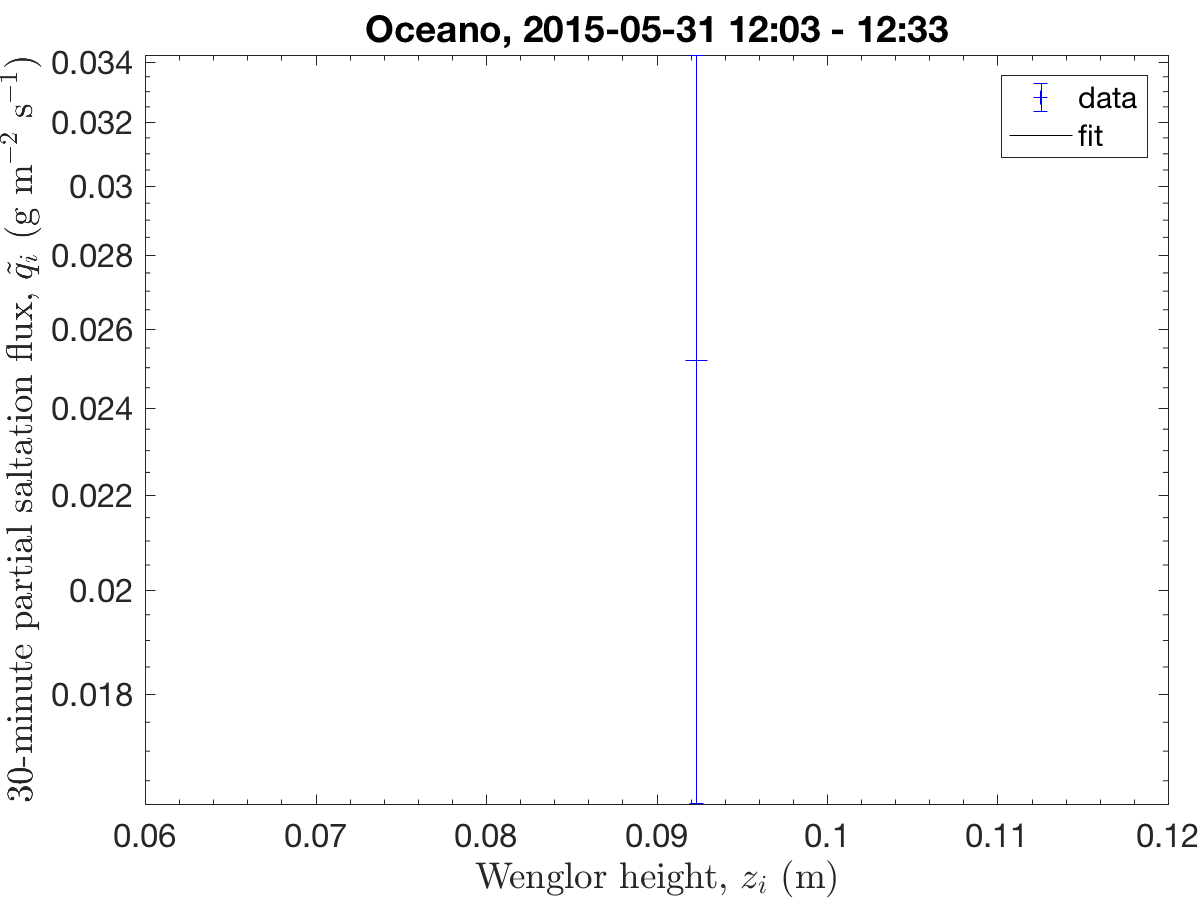 Oceano, 2015-05-31 12:03 - 12:33
30-minute partial saltation flux, q̃ᵢ (g m⁻² s⁻¹)
0.034
0.032
0.03
0.028
0.026
0.024
0.022
0.02
0.018
data
fit
0.06 0.07 0.08 0.09 0.1 0.11 0.12
Wenglor height, zᵢ (m)